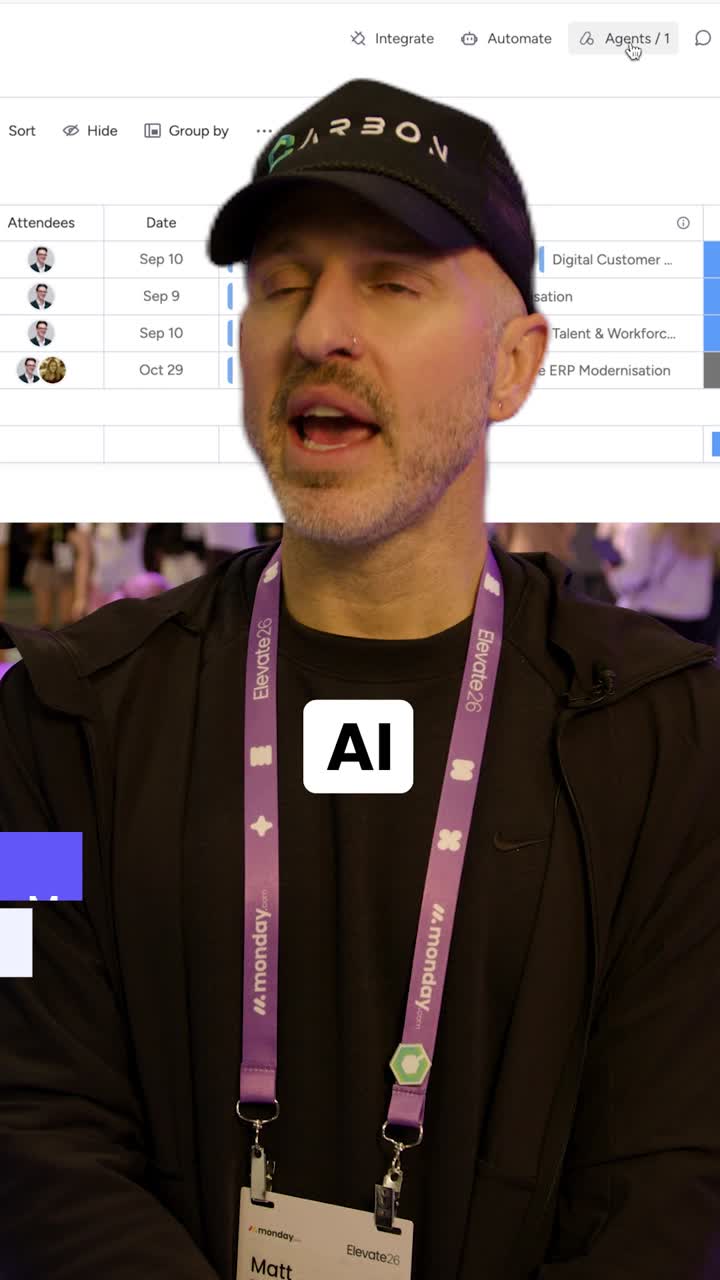 Integrate
Automate
Agents / 1
Sort
Hide
Group by
CARBON
Attendees
Date
Sep 10
Digital Customer ...
Sep 9
sation
Sep 10
Talent & Workforc...
Oct 29
e ERP Modernisation
Elevate26
Elevate26
AI
monday.com
monday.com
monday
Elevate26
Matt